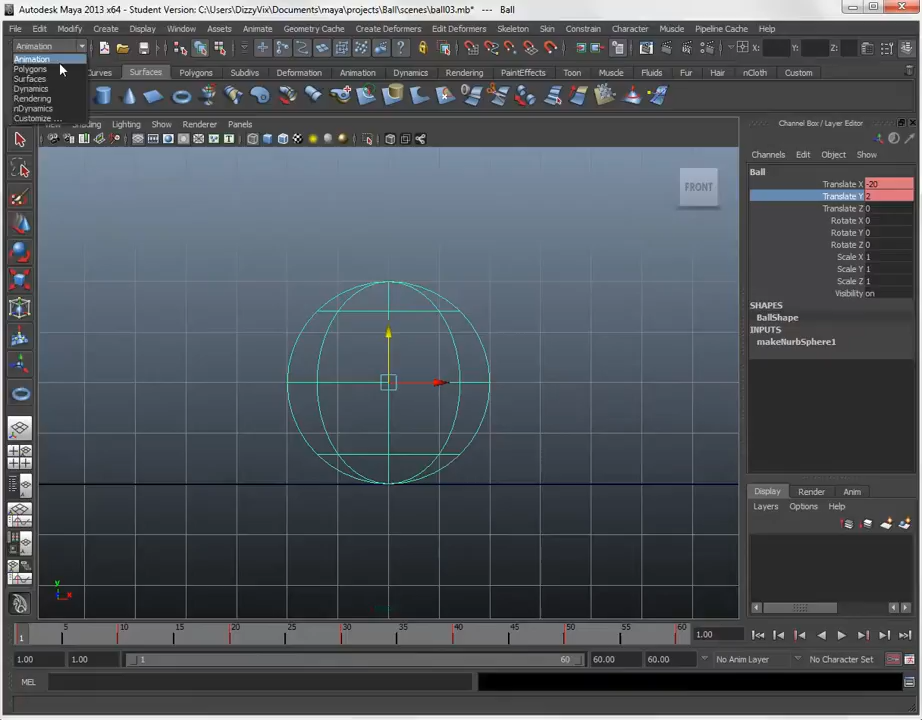 Autodesk Maya 2013 x64 - Student Version: C:\Users\DizzyVix\Documents\maya\projects\Ball\scenes\ball03.mb* --- Ball
File Edit Modify Create Display Window Assets Animate Geometry Cache Create Deformers Edit Deformers Skeleton Skin Constrain Character Muscle Pipeline Cache Help
Animation
X: Y: Z:
Animation
Polygons
Surfaces
Dynamics
Rendering
nDynamics
Customize ...
Curves Surfaces Polygons Subdivs Deformation Animation Dynamics Rendering PaintEffects Toon Muscle Fluids Fur Hair nCloth Custom
View Shading Lighting Show Renderer Panels
FRONT
y
x
Channel Box / Layer Editor
Channels Edit Object Show
Ball
Translate X -20
Translate Y 2
Translate Z 0
Rotate X 0
Rotate Y 0
Rotate Z 0
Scale X 1
Scale Y 1
Scale Z 1
Visibility on
SHAPES
BallShape
INPUTS
makeNurbSphere1
Display Render Anim
Layers Options Help
1 5 10 15 20 25 30 35 40 45 50 55 60 1.00
1.00 1.00 1 60 60.00 60.00 No Anim Layer No Character Set
MEL